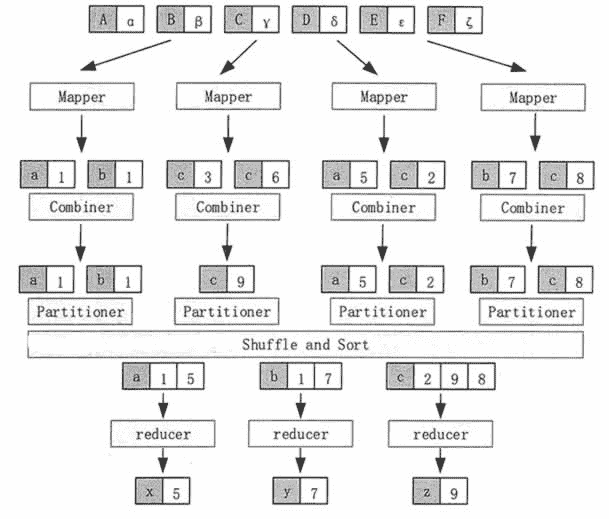 A α B β C γ D δ E ε F ζ
Mapper Mapper Mapper Mapper
a 1 b 1 c 3 c 6 a 5 c 2 b 7 c 8
Combiner Combiner Combiner Combiner
a 1 b 1 c 9 a 5 c 2 b 7 c 8
Partitioner Partitioner Partitioner Partitioner
Shuffle and Sort
a 1 5 b 1 7 c 2 9 8
reducer reducer reducer
x 5 y 7 z 9